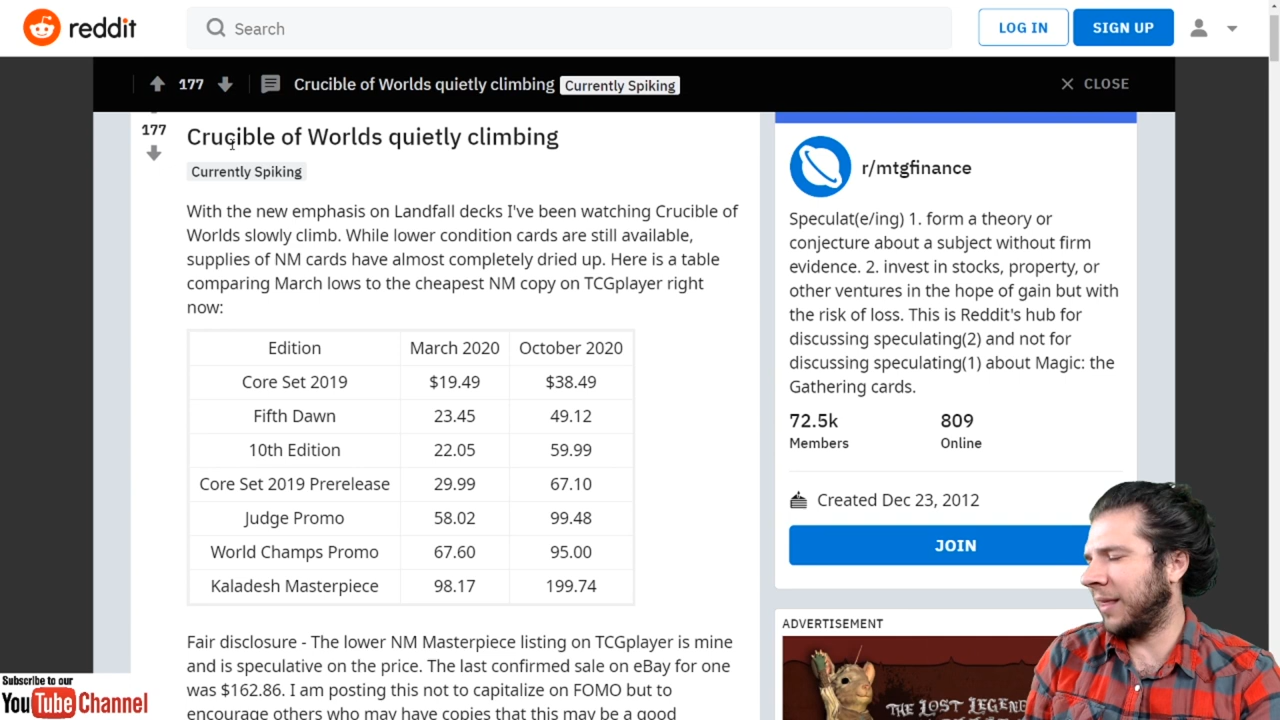 reddit
Search
LOG IN
SIGN UP
177
Crucible of Worlds quietly climbing
Currently Spiking
CLOSE
177
Crucible of Worlds quietly climbing
Currently Spiking
With the new emphasis on Landfall decks I've been watching Crucible of
Worlds slowly climb. While lower condition cards are still available,
supplies of NM cards have almost completely dried up. Here is a table
comparing March lows to the cheapest NM copy on TCGplayer right
now:
Edition March 2020 October 2020
Core Set 2019 $19.49 $38.49
Fifth Dawn 23.45 49.12
10th Edition 22.05 59.99
Core Set 2019 Prerelease 29.99 67.10
Judge Promo 58.02 99.48
World Champs Promo 67.60 95.00
Kaladesh Masterpiece 98.17 199.74
Fair disclosure - The lower NM Masterpiece listing on TCGplayer is mine
and is speculative on the price. The last confirmed sale on eBay for one
was $162.86. I am posting this not to capitalize on FOMO but to
encourage others who may have copies that this may be a good
r/mtgfinance
Speculat(e/ing) 1. form a theory or
conjecture about a subject without firm
evidence. 2. invest in stocks, property, or
other ventures in the hope of gain but with
the risk of loss. This is Reddit's hub for
discussing speculating(2) and not for
discussing speculating(1) about Magic: the
Gathering cards.
72.5k 809
Members Online
Created Dec 23, 2012
JOIN
ADVERTISEMENT
THE LOST
Subscribe to our
YouTube Channel